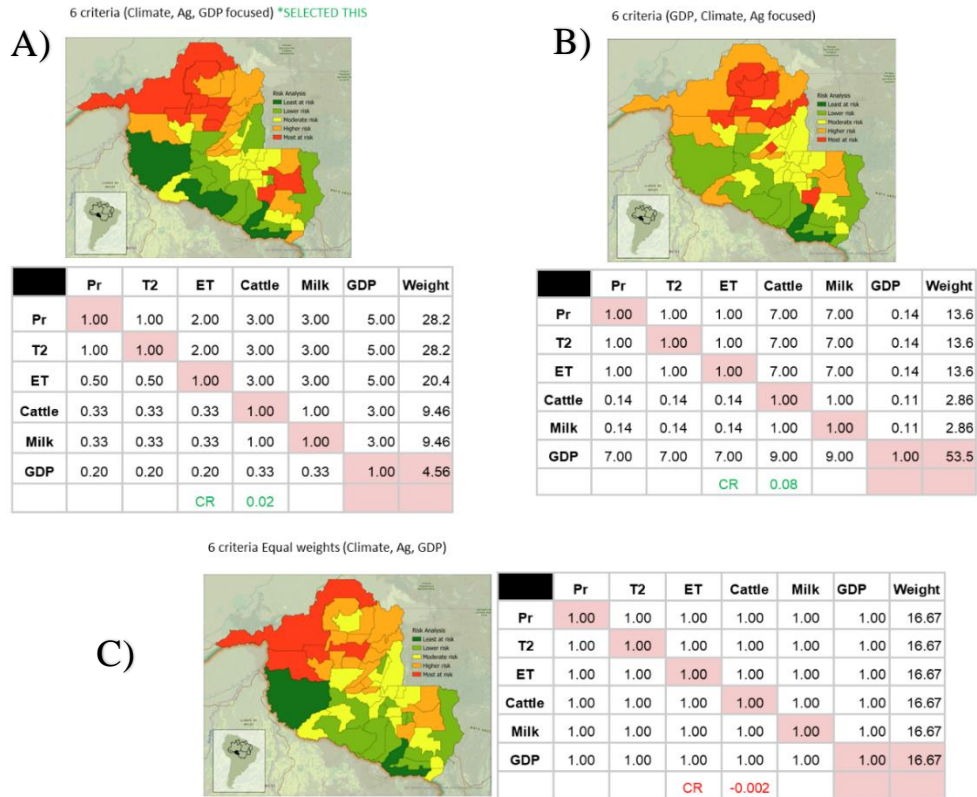 6 criteria (Climate, Ag, GDP focused) *SELECTED THIS
A)
Risk Analysis
Least at risk
Lower risk
Moderate risk
Higher risk
Most at risk
Pr T2 ET Cattle Milk GDP Weight
Pr 1.00 1.00 2.00 3.00 3.00 5.00 28.2
T2 1.00 1.00 2.00 3.00 3.00 5.00 28.2
ET 0.50 0.50 1.00 3.00 3.00 5.00 20.4
Cattle 0.33 0.33 0.33 1.00 1.00 3.00 9.46
Milk 0.33 0.33 0.33 1.00 1.00 3.00 9.46
GDP 0.20 0.20 0.20 0.33 0.33 1.00 4.56
CR 0.02
6 criteria (GDP, Climate, Ag focused)
B)
Risk Analysis
Least at risk
Lower risk
Moderate risk
Higher risk
Most at risk
Pr T2 ET Cattle Milk GDP Weight
Pr 1.00 1.00 1.00 7.00 7.00 0.14 13.6
T2 1.00 1.00 1.00 7.00 7.00 0.14 13.6
ET 1.00 1.00 1.00 7.00 7.00 0.14 13.6
Cattle 0.14 0.14 0.14 1.00 1.00 0.11 2.86
Milk 0.14 0.14 0.14 1.00 1.00 0.11 2.86
GDP 7.00 7.00 7.00 9.00 9.00 1.00 53.5
CR 0.08
6 criteria Equal weights (Climate, Ag, GDP)
C)
Risk Analysis
Least at risk
Lower risk
Moderate risk
Higher risk
Most at risk
Pr T2 ET Cattle Milk GDP Weight
Pr 1.00 1.00 1.00 1.00 1.00 1.00 16.67
T2 1.00 1.00 1.00 1.00 1.00 1.00 16.67
ET 1.00 1.00 1.00 1.00 1.00 1.00 16.67
Cattle 1.00 1.00 1.00 1.00 1.00 1.00 16.67
Milk 1.00 1.00 1.00 1.00 1.00 1.00 16.67
GDP 1.00 1.00 1.00 1.00 1.00 1.00 16.67
CR -0.002